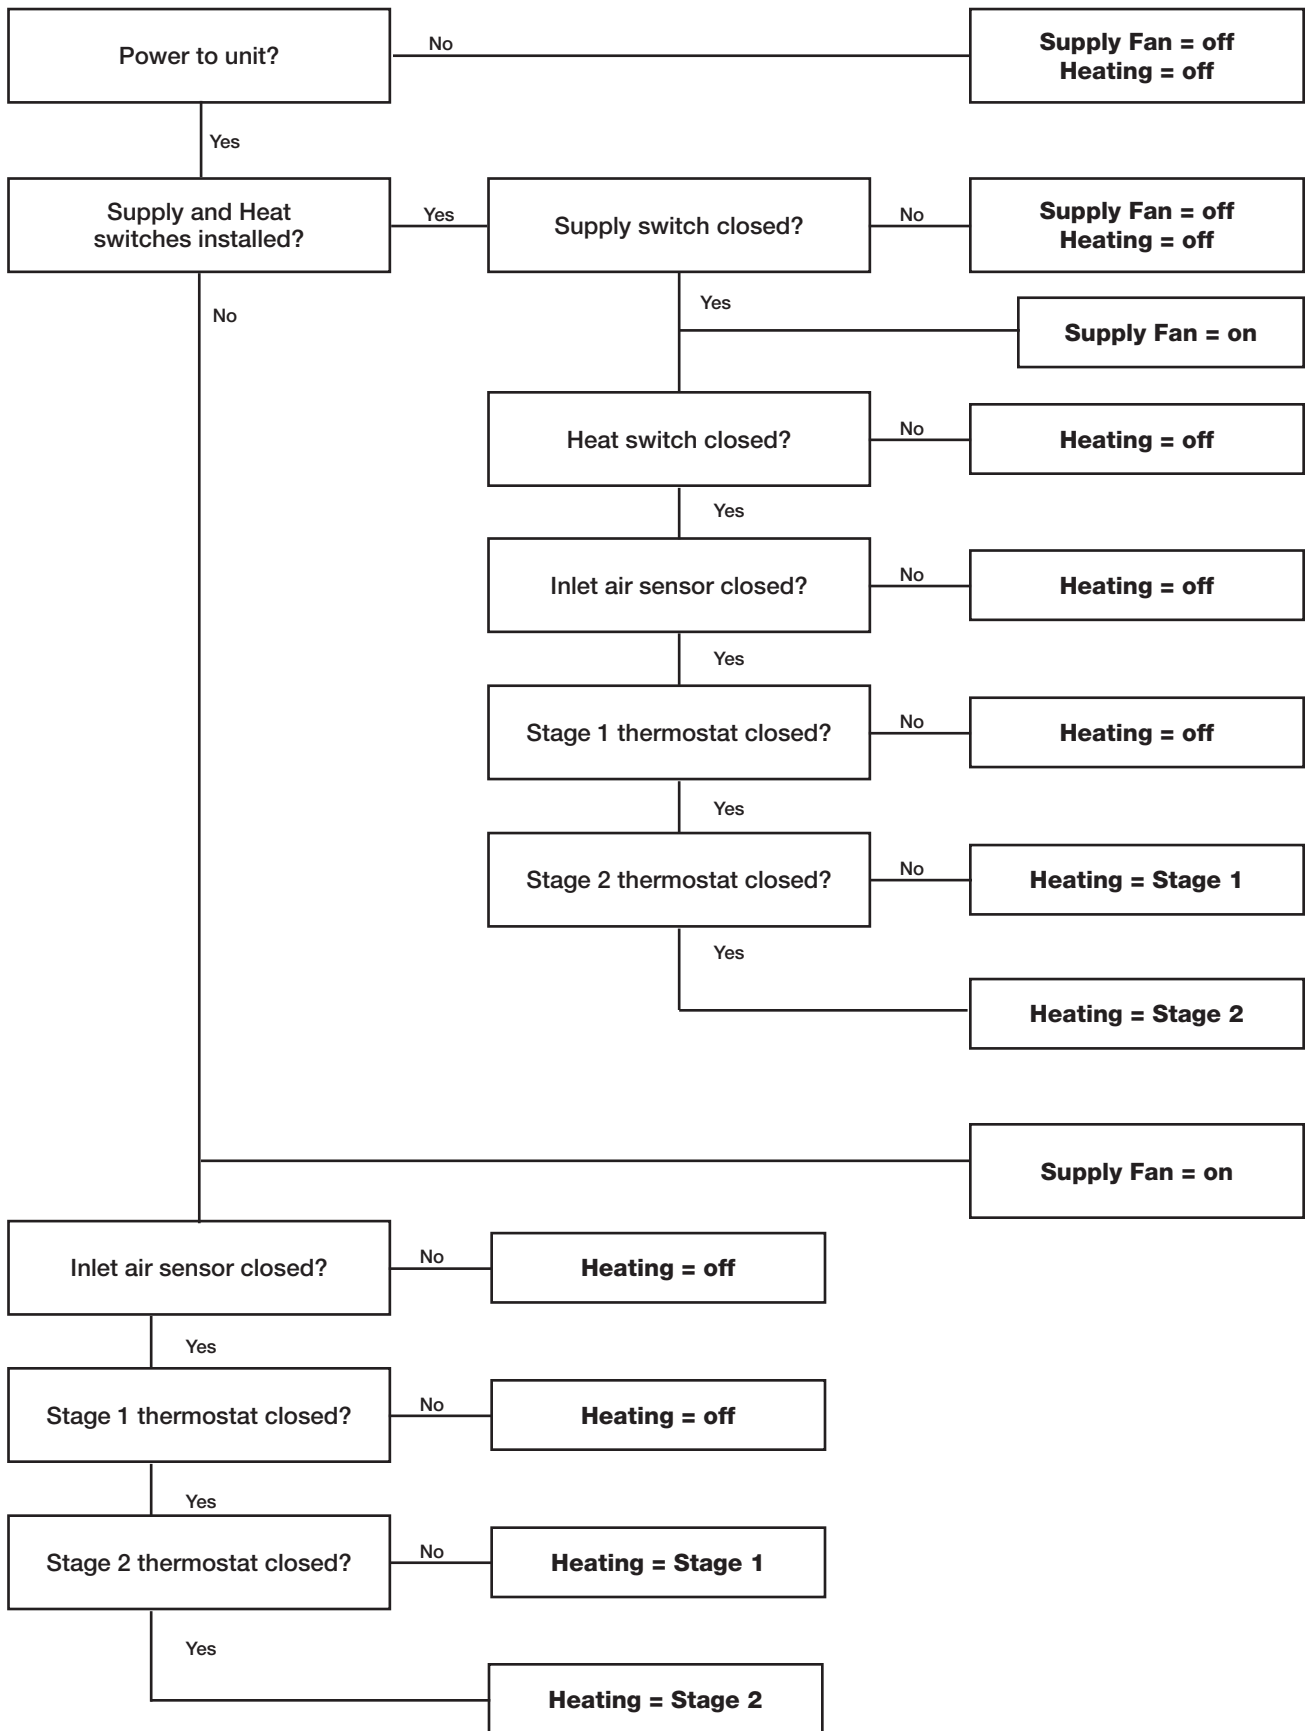 Power to unit?
No
Supply Fan = off
Heating = off
Yes
Supply and Heat
switches installed?
Yes
Supply switch closed?
No
Supply Fan = off
Heating = off
Yes
No
Supply Fan = on
Heat switch closed?
No
Heating = off
Yes
Inlet air sensor closed?
No
Heating = off
Yes
Stage 1 thermostat closed?
No
Heating = off
Yes
Stage 2 thermostat closed?
No
Heating = Stage 1
Yes
Heating = Stage 2
Supply Fan = on
Inlet air sensor closed?
No
Heating = off
Yes
Stage 1 thermostat closed?
No
Heating = off
Yes
Stage 2 thermostat closed?
No
Heating = Stage 1
Yes
Heating = Stage 2